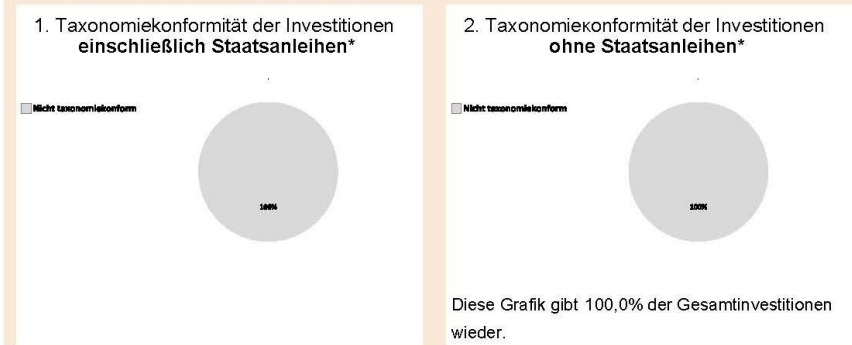 1. Taxonomiekonformität der Investitionen
einschließlich Staatsanleihen*
Nicht taxonomiekonform
100%
2. Taxonomieкonformität der Investitionen
ohne Staatsanleihen*
Nicht taxonomiekonform
100%
Diese Grafik gibt 100,0% der Gesamtinvestitionen
wieder.